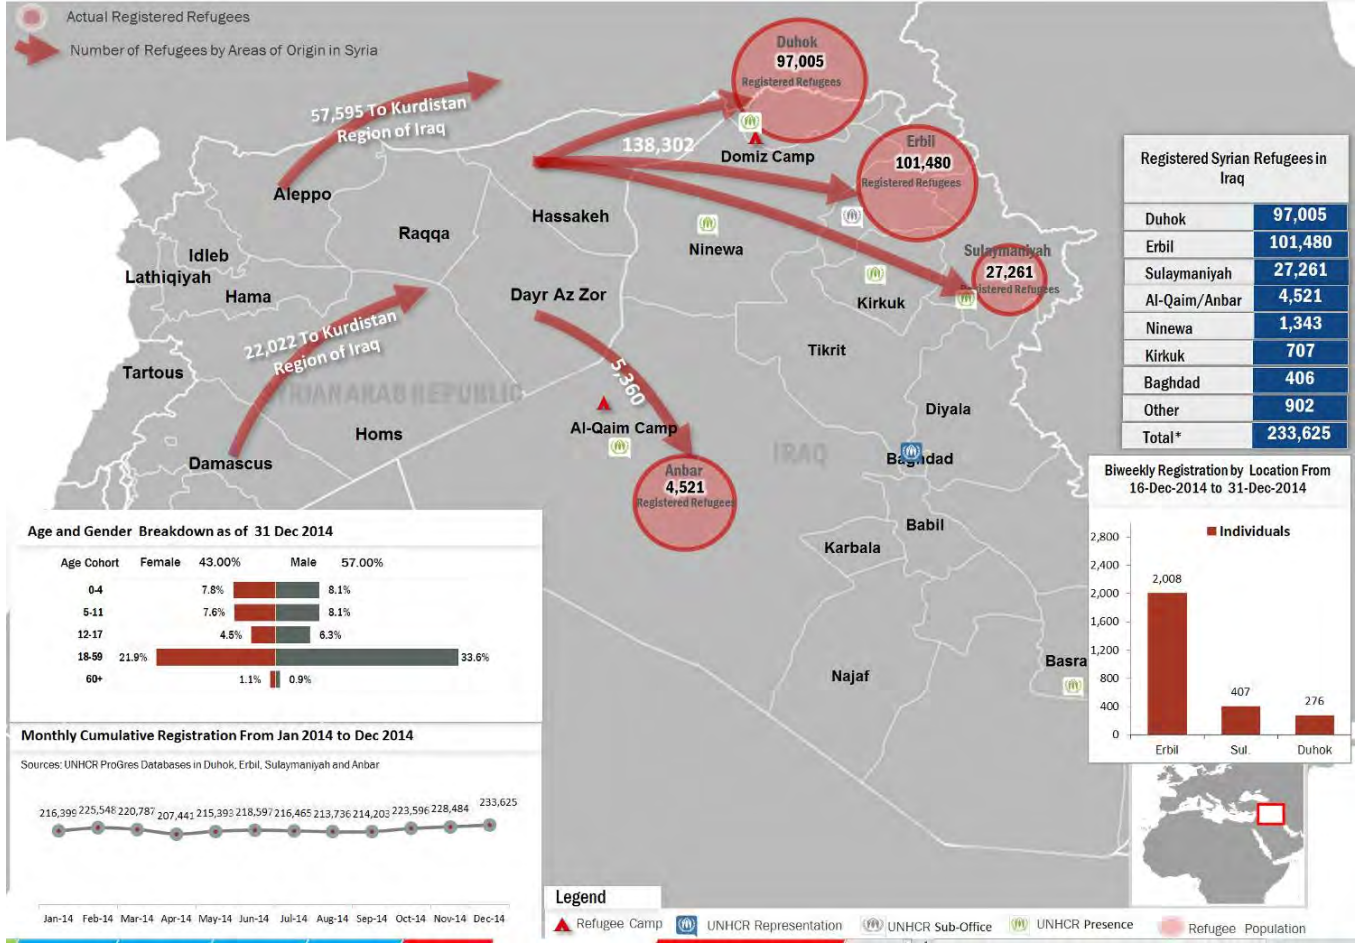 Actual Registered Refugees
Number of Refugees by Areas of Origin in Syria
57,595 To Kurdistan
Region of Iraq
138,302
Duhok
97,005
Registered Refugees
Domiz Camp
Erbil
101,480
Registered Refugees
Sulaymaniyah
27,261
Registered Refugees
Aleppo
Raqqa
Hassakeh
Ninewa
Kirkuk
Idleb
Lathiqiyah
Hama
Dayr Az Zor
22,022 To Kurdistan
Region of Iraq
Tartous
SYRIAN ARAB REPUBLIC
Homs
Damascus
5,360
Al-Qaim Camp
Tikrit
Diyala
IRAQ
Baghdad
Anbar
4,521
Registered Refugees
Babil
Karbala
Najaf
Basra
Registered Syrian Refugees in
Iraq
Duhok 97,005
Erbil 101,480
Sulaymaniyah 27,261
Al-Qaim/Anbar 4,521
Ninewa 1,343
Kirkuk 707
Baghdad 406
Other 902
Total* 233,625
Biweekly Registration by Location From
16-Dec-2014 to 31-Dec-2014
Individuals
2,800
2,400
2,000
1,600
1,200
800
400
0
2,008
407
276
Erbil Sul. Duhok
Age and Gender Breakdown as of 31 Dec 2014
Age Cohort Female 43.00% Male 57.00%
0-4 7.8% 8.1%
5-11 7.6% 8.1%
12-17 4.5% 6.3%
18-59 21.9% 33.6%
60+ 1.1% 0.9%
Monthly Cumulative Registration From Jan 2014 to Dec 2014
Sources: UNHCR ProGres Databases in Duhok, Erbil, Sulaymaniyah and Anbar
216,399 225,548 220,787 207,441 215,393 218,597 216,465 213,736 214,203 223,596 228,484 233,625
Jan-14 Feb-14 Mar-14 Apr-14 May-14 Jun-14 Jul-14 Aug-14 Sep-14 Oct-14 Nov-14 Dec-14
Legend
Refugee Camp UNHCR Representation UNHCR Sub-Office UNHCR Presence Refugee Population